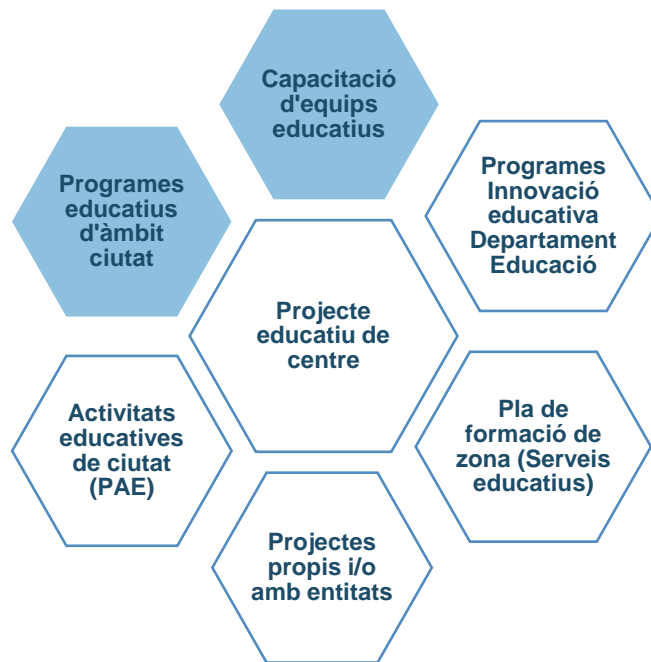 Capacitació
d'equips
educatius
Programes
educatius
d'àmbit
ciutat
Programes
Innovació
educativa
Departament
Educació
Projecte
educatiu de
centre
Activitats
educatives
de ciutat
(PAE)
Pla de
formació de
zona (Serveis
educatius)
Projectes
propis i/o
amb entitats